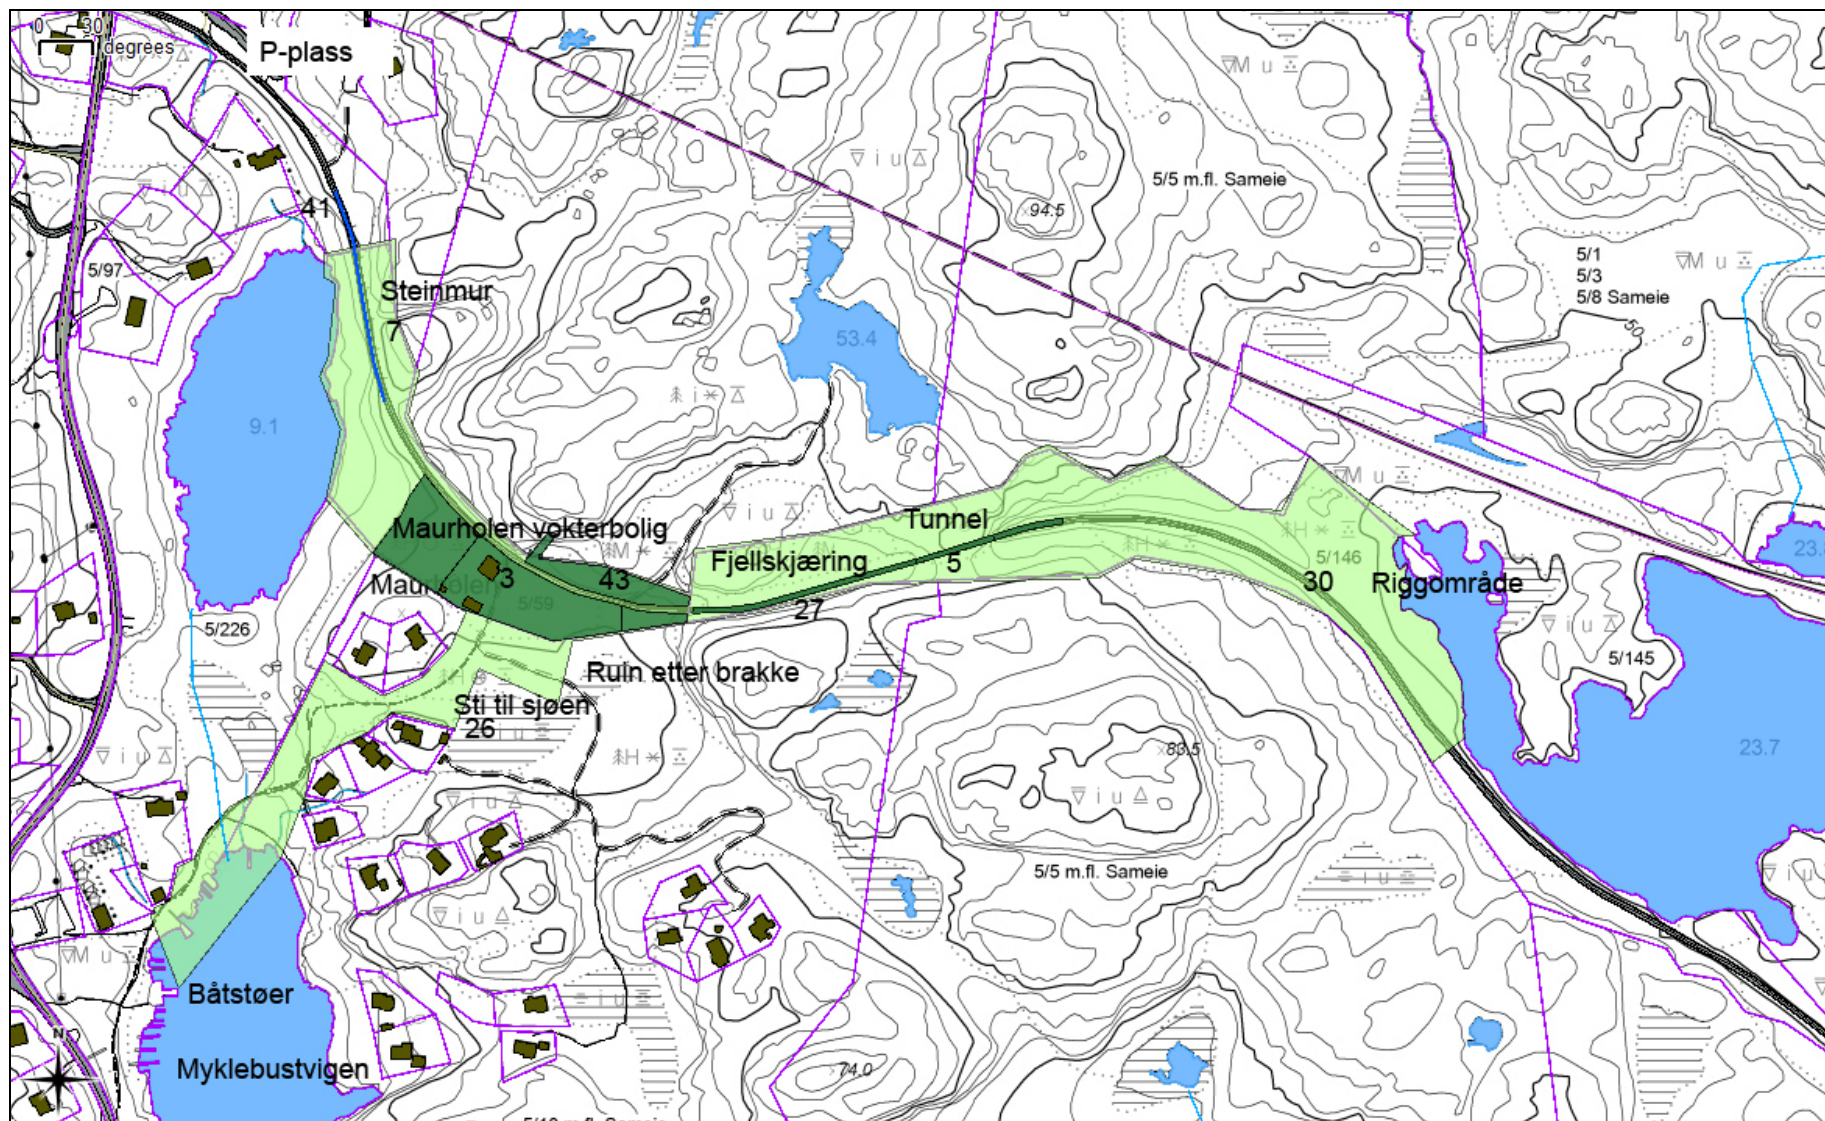 0 30
degrees
P-plass
5/5 m.fl. Sameie
94.5
41
5/1
5/3
5/8 Sameie
5/97
Steinmur
7
50
53.4
9.1
Tunnel
Maurholen vokterbolig
Fjellskjæring
5
5/146
23.
3
43
30
Riggområde
5/59
27
5/226
5/145
Ruin etter brakke
Sti til sjøen
26
83.5
23.7
5/5 m.fl. Sameie
Båtstøer
N
Myklebustvigen
74.0